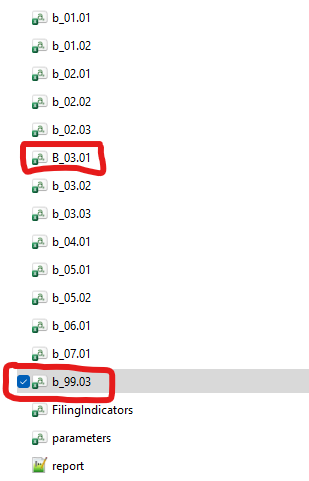 b_01.01
b_01.02
b_02.01
b_02.02
b_02.03
B_03.01
b_03.02
b_03.03
b_04.01
b_05.01
b_05.02
b_06.01
b_07.01
b_99.03
FilingIndicators
parameters
report